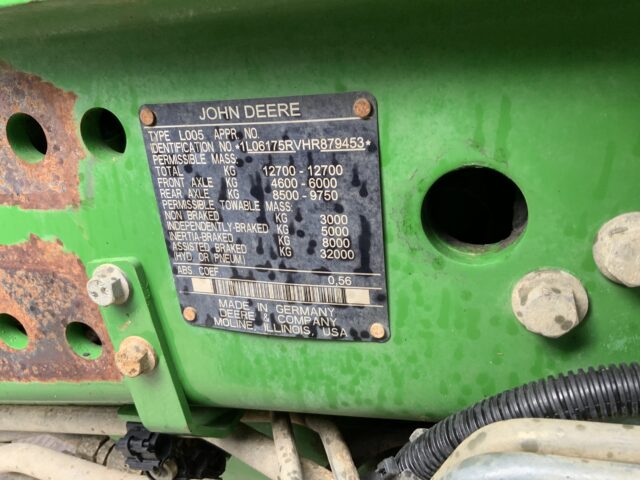 JOHN DEERE
TYPE L005 APPR. NO.
IDENTIFICATION NO. *1L06175RVHR879453*
PERMISSIBLE MASS:
TOTAL KG 12700 - 12700
FRONT AXLE KG 4600 - 6000
REAR AXLE KG 8500 - 9750
PERMISSIBLE TOWABLE MASS:
NON BRAKED KG 3000
INDEPENDENTLY-BRAKED KG 5000
INERTIA-BRAKED KG 8000
ASSISTED BRAKED KG 32000
(HYD. OR PNEUM.)
ABS COEF 0,56
MADE IN GERMANY
DEERE & COMPANY
MOLINE, ILLINOIS, USA